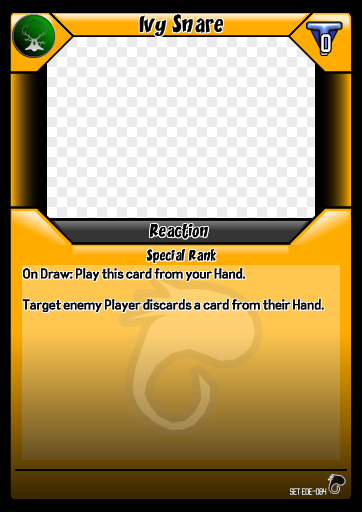 Ivy Snare
0
Reaction
Special Rank
On Draw: Play this card from your Hand.
Target enemy Player discards a card from their Hand.
SET EOE-084